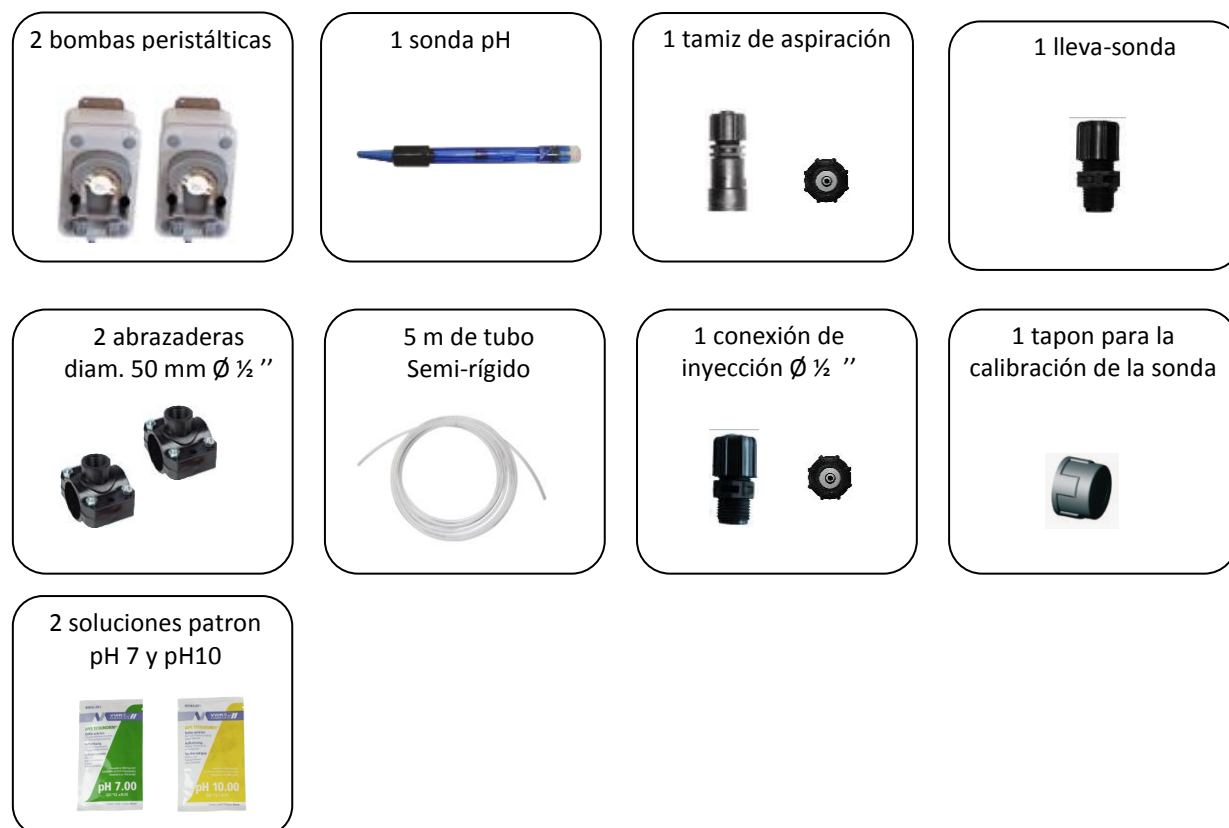 2 bombas peristálticas
1 sonda pH
1 tamiz de aspiración
1 lleva-sonda
2 abrazaderas
diam. 50 mm Ø ½ ’’
5 m de tubo
Semi-rígido
1 conexión de
inyección Ø ½ ’’
1 tapon para la
calibración de la sonda
2 soluciones patron
pH 7 y pH10
pH 7.00
pH 10.00